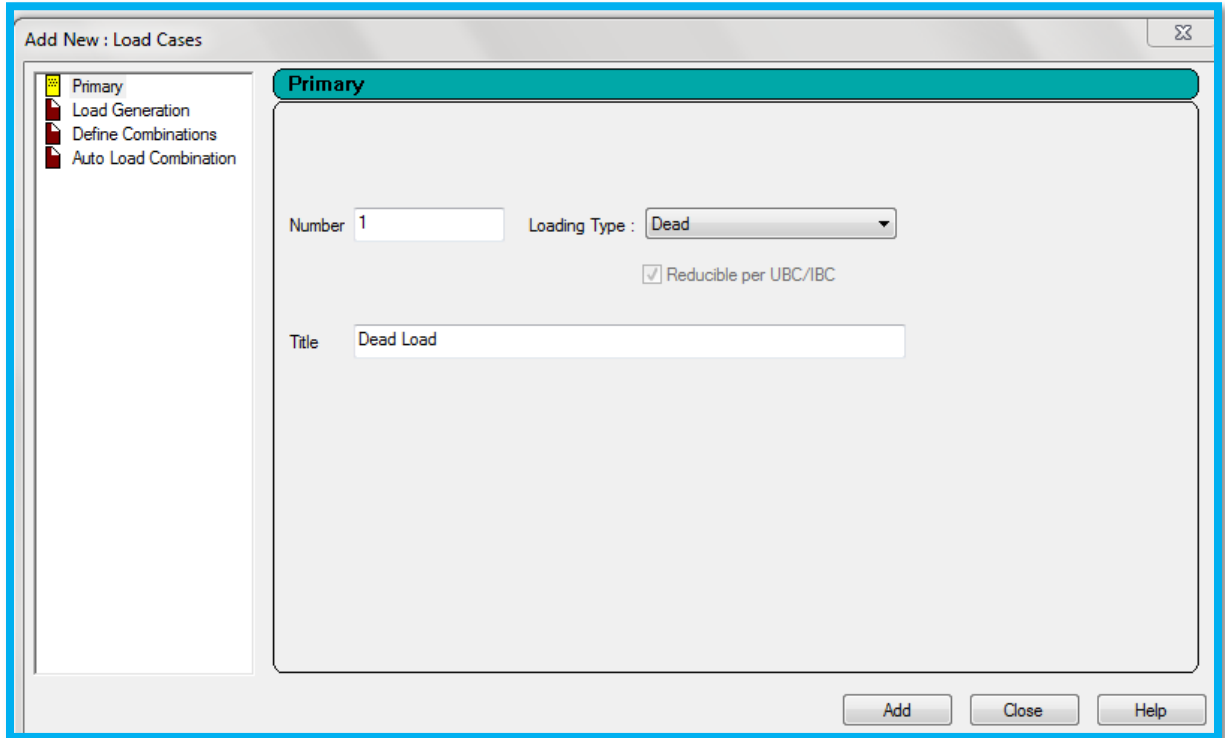 Add New : Load Cases
Primary
Load Generation
Define Combinations
Auto Load Combination
Primary
Number 1 Loading Type : Dead
Reducible per UBC/IBC
Title Dead Load
Add Close Help